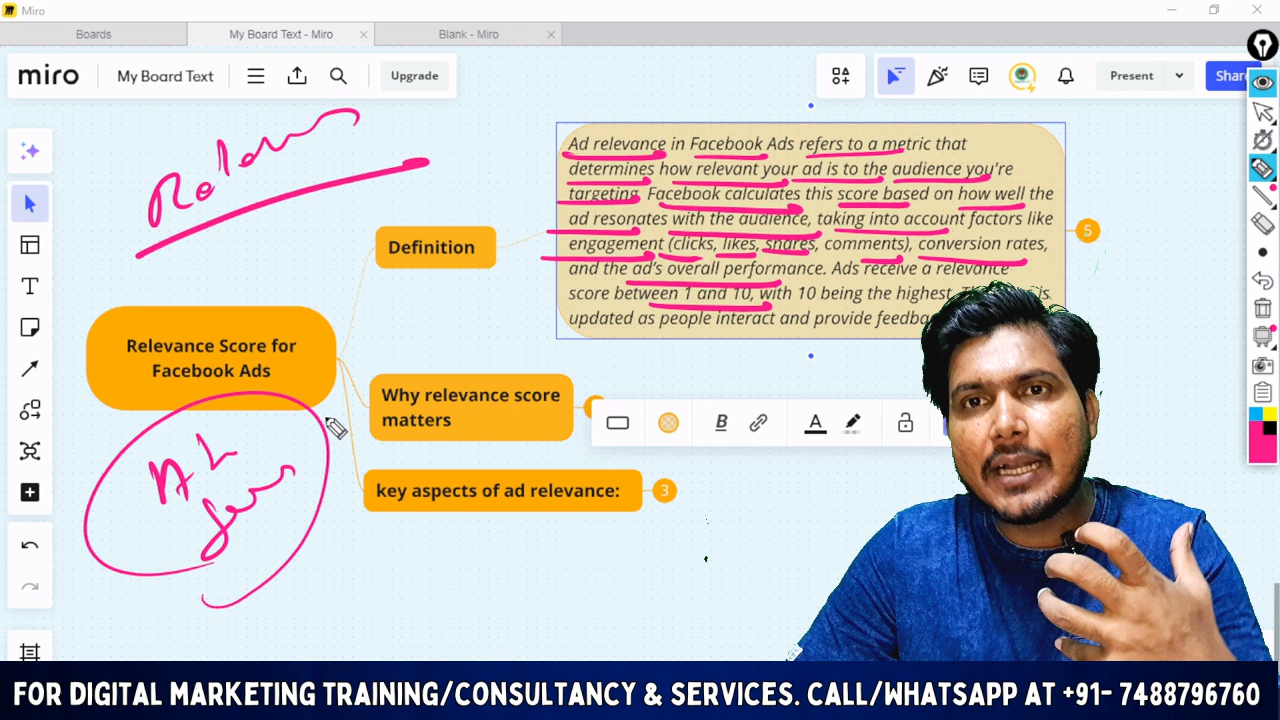 Miro
Boards
My Board Text - Miro
Blank - Miro
miro
My Board Text
Upgrade
Present
Shar
Ad relevance in Facebook Ads refers to a metric that
determines how relevant your ad is to the audience you're
targeting. Facebook calculates this score based on how well the
ad resonates with the audience, taking into account factors like
engagement (clicks, likes, shares, comments), conversion rates,
and the ad's overall performance. Ads receive a relevance
score between 1 and 10, with 10 being the highest.
updated as people interact and provide feedba
5
Definition
Relevance Score for
Facebook Ads
Why relevance score
matters
B
A
key aspects of ad relevance:
3
FOR DIGITAL MARKETING TRAINING/CONSULTANCY & SERVICES. CALL/WHATSAPP AT +91- 7488796760